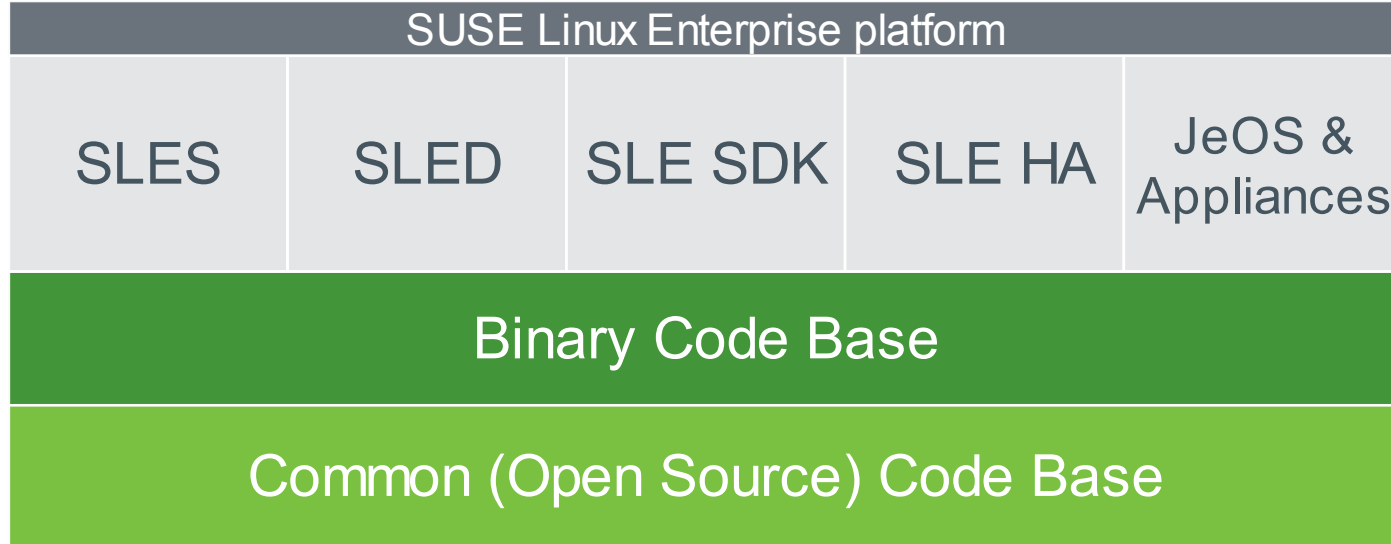 SUSE Linux Enterprise platform
SLES
SLED
SLE SDK
SLE HA
JeOS &
Appliances
Binary Code Base
Common (Open Source) Code Base